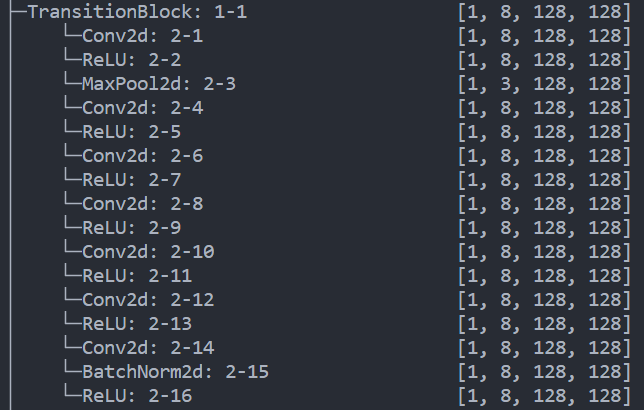 ├─TransitionBlock: 1-1 [1, 8, 128, 128]
│ └─Conv2d: 2-1 [1, 8, 128, 128]
│ └─ReLU: 2-2 [1, 8, 128, 128]
│ └─MaxPool2d: 2-3 [1, 3, 128, 128]
│ └─Conv2d: 2-4 [1, 8, 128, 128]
│ └─ReLU: 2-5 [1, 8, 128, 128]
│ └─Conv2d: 2-6 [1, 8, 128, 128]
│ └─ReLU: 2-7 [1, 8, 128, 128]
│ └─Conv2d: 2-8 [1, 8, 128, 128]
│ └─ReLU: 2-9 [1, 8, 128, 128]
│ └─Conv2d: 2-10 [1, 8, 128, 128]
│ └─ReLU: 2-11 [1, 8, 128, 128]
│ └─Conv2d: 2-12 [1, 8, 128, 128]
│ └─ReLU: 2-13 [1, 8, 128, 128]
│ └─Conv2d: 2-14 [1, 8, 128, 128]
│ └─BatchNorm2d: 2-15 [1, 8, 128, 128]
│ └─ReLU: 2-16 [1, 8, 128, 128]